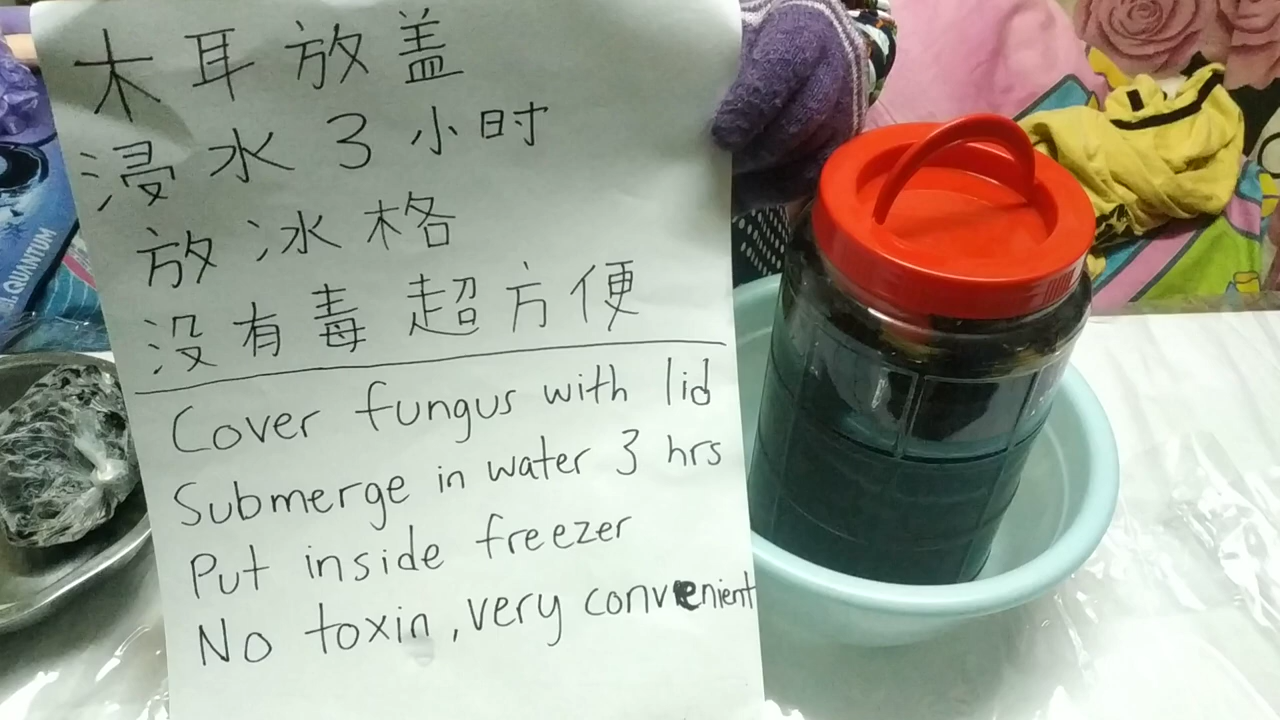 木耳放盖
浸水3小时
放冰格
没有毒超方便
Cover fungus with lid
Submerge in water 3 hrs
Put inside freezer
No toxin, very convenient
QUANTUM